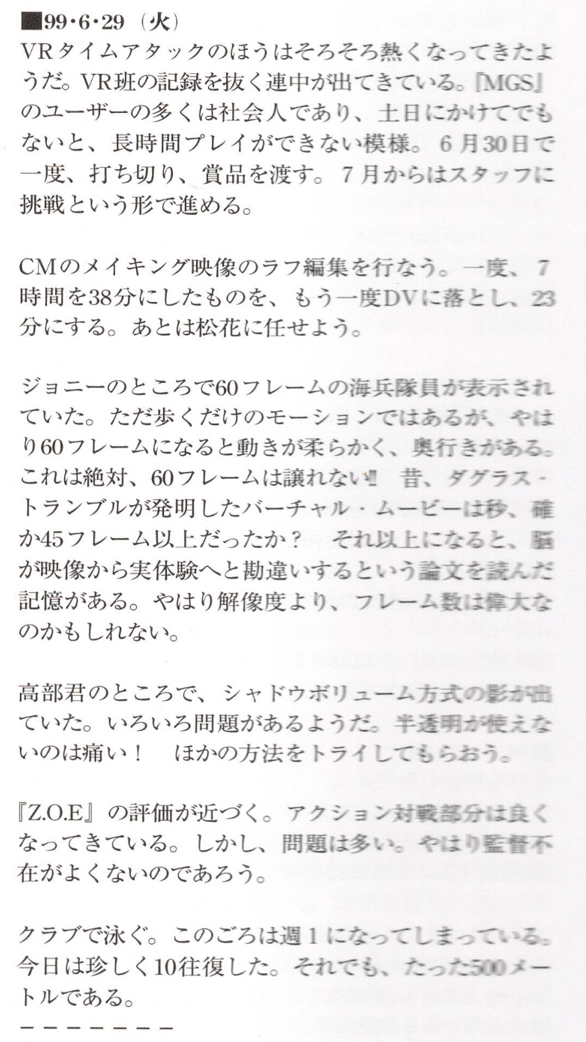 ■99・6・29（火）
VRタイムアタックのほうはそろそろ熱くなってきたよ
うだ。VR班の記録を抜く連中が出てきている。『MGS』
のユーザーの多くは社会人であり、土日にかけてでも
ないと、長時間プレイができない模様。６月30日で
一度、打ち切り、賞品を渡す。７月からはスタッフに
挑戦という形で進める。
CMのメイキング映像のラフ編集を行なう。一度、７
時間を38分にしたものを、もう一度DVに落とし、23
分にする。あとは松花に任せよう。
ジョニーのところで60フレームの海兵隊員が表示され
ていた。ただ歩くだけのモーションではあるが、やは
り60フレームになると動きが柔らかく、奥行きがある。
これは絶対、60フレームは譲れない!!　昔、ダグラス・
トランブルが発明したバーチャル・ムービーは秒、確
か45フレーム以上だったか？　それ以上になると、脳
が映像から実体験へと勘違いするという論文を読んだ
記憶がある。やはり解像度より、フレーム数は偉大な
のかもしれない。
高部君のところで、シャドウボリューム方式の影が出
ていた。いろいろ問題があるようだ。半透明が使えな
いのは痛い！　ほかの方法をトライしてもらおう。
『Z.O.E』の評価が近づく。アクション対戦部分は良く
なってきている。しかし、問題は多い。やはり監督不
在がよくないのであろう。
クラブで泳ぐ。このごろは週１になってしまっている。
今日は珍しく10往復した。それでも、たった500メー
トルである。
－－－－－－－